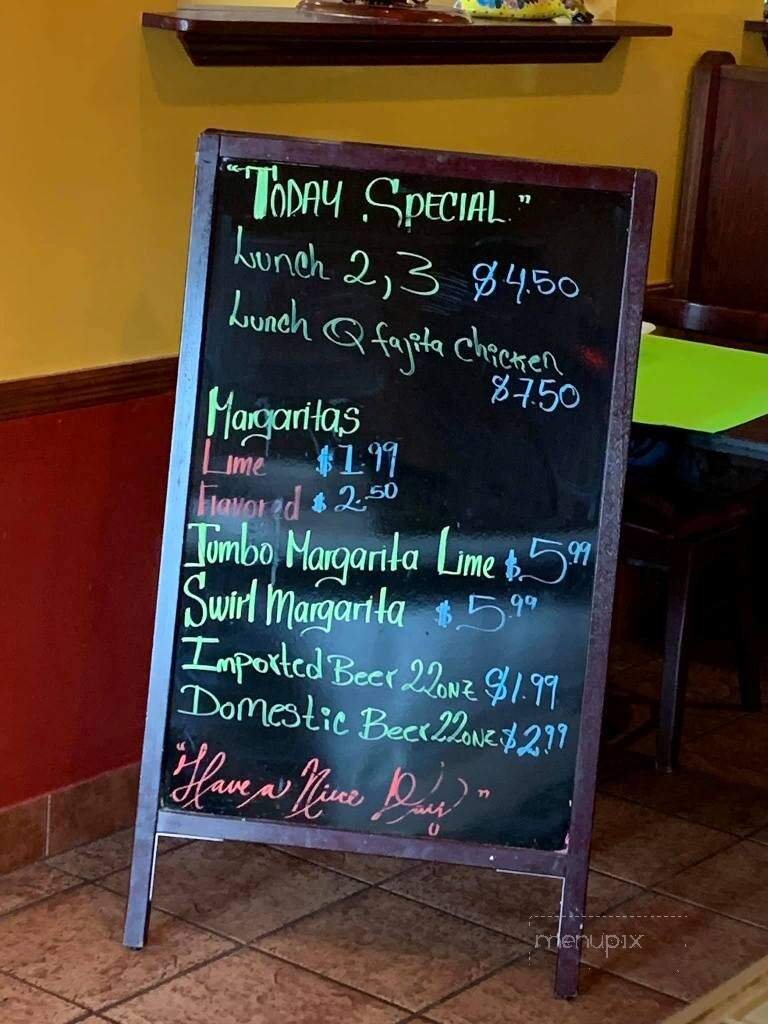 "TODAY SPECIAL"
Lunch 2,3 $4.50
Lunch Q fajita chicken
$7.50
Margaritas
Lime $1.99
Flavored $2.50
Jumbo Margarita Lime $5.99
Swirl Margarita $5.99
Imported Beer 22onz $1.99
Domestic Beer 22onz $2.99
"Have a Nice Day"
menupix